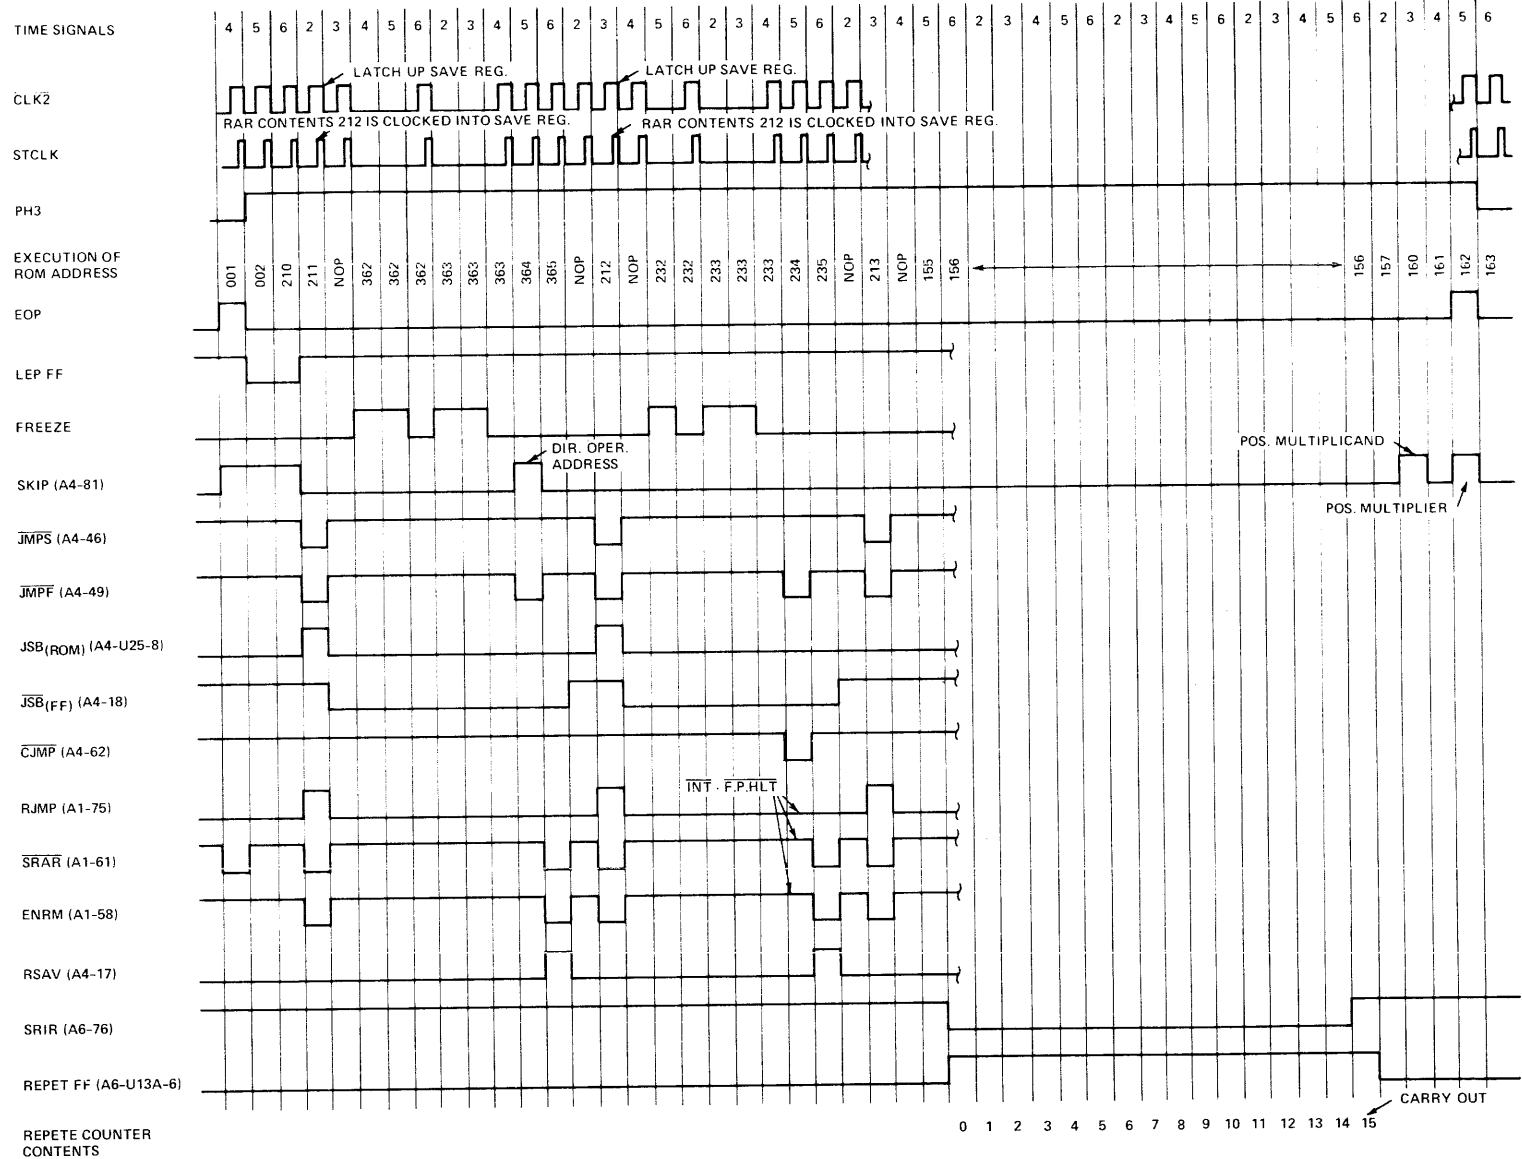 TIME SIGNALS 4 5 6 2 3 4 5 6 2 3 4 5 6 2 3 4 5 6 2 3 4 5 6 2 3 4 5 6 2 3 4 5 6 2 3 4 5 6 2 3 4 5 6 2 3 4 5 6
LATCH UP SAVE REG. LATCH UP SAVE REG.
CLK2
RAR CONTENTS 212 IS CLOCKED INTO SAVE REG. RAR CONTENTS 212 IS CLOCKED INTO SAVE REG.
STCLK
PH3
EXECUTION OF
ROM ADDRESS 001 002 210 211 NOP 362 362 362 363 363 363 364 365 NOP 212 NOP 232 232 233 233 233 234 235 NOP 213 NOP 155 156 156 157 160 161 162 163
EOP
LEP FF
FREEZE
DIR. OPER.
ADDRESS
POS. MULTIPLICAND
SKIP (A4-81)
POS. MULTIPLIER
JMPS (A4-46)
JMPF (A4-49)
JSB(ROM) (A4-U25-8)
JSB(FF) (A4-18)
CJMP (A4-62)
INT · F.P.HLT
RJMP (A1-75)
SRAR (A1-61)
ENRM (A1-58)
RSAV (A4-17)
SRIR (A6-76)
REPET FF (A6-U13A-6)
CARRY OUT
REPETE COUNTER
CONTENTS 0 1 2 3 4 5 6 7 8 9 10 11 12 13 14 15